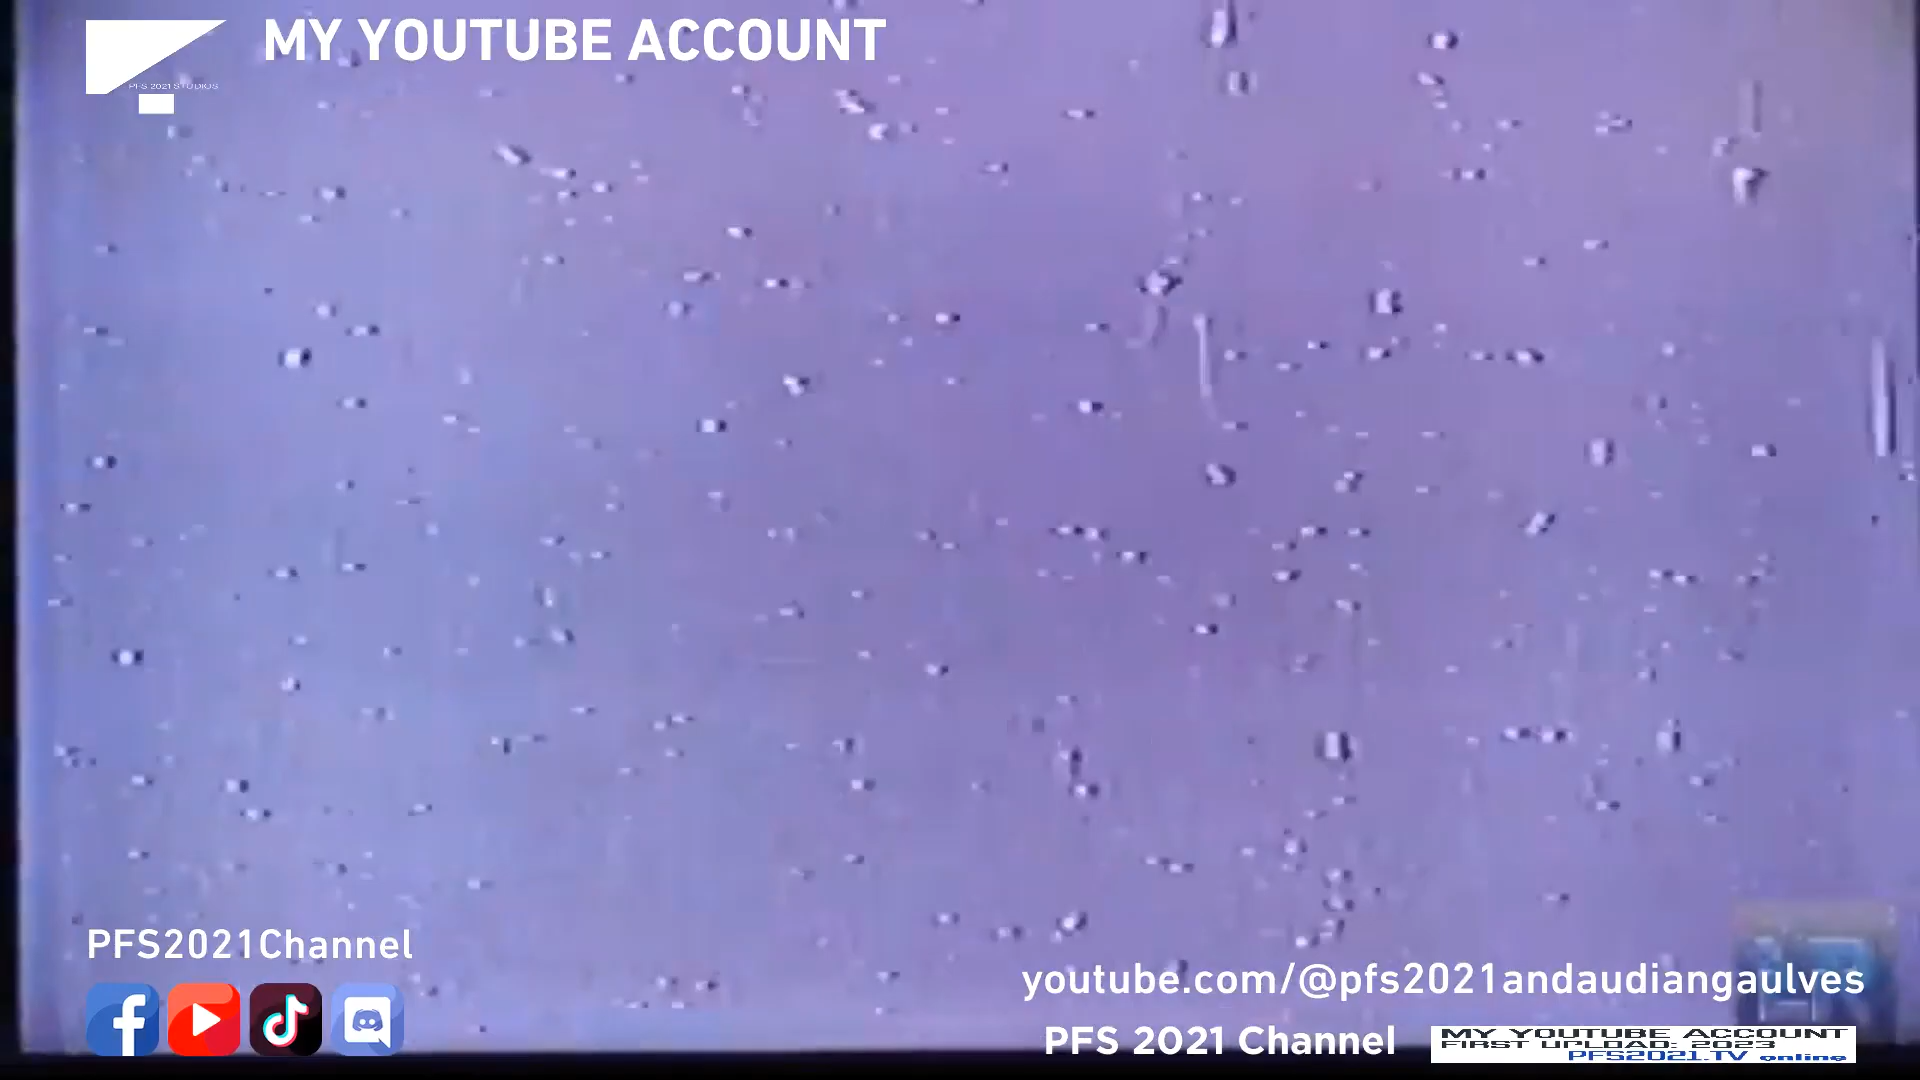 MY YOUTUBE ACCOUNT
PFS 2021 STUDIOS
PFS2021Channel
youtube.com/@pfs2021andaudiangaulves
PFS 2021 Channel
MY YOUTUBE ACCOUNT
FIRST UPLOAD: 2023
PFS2021.TV online